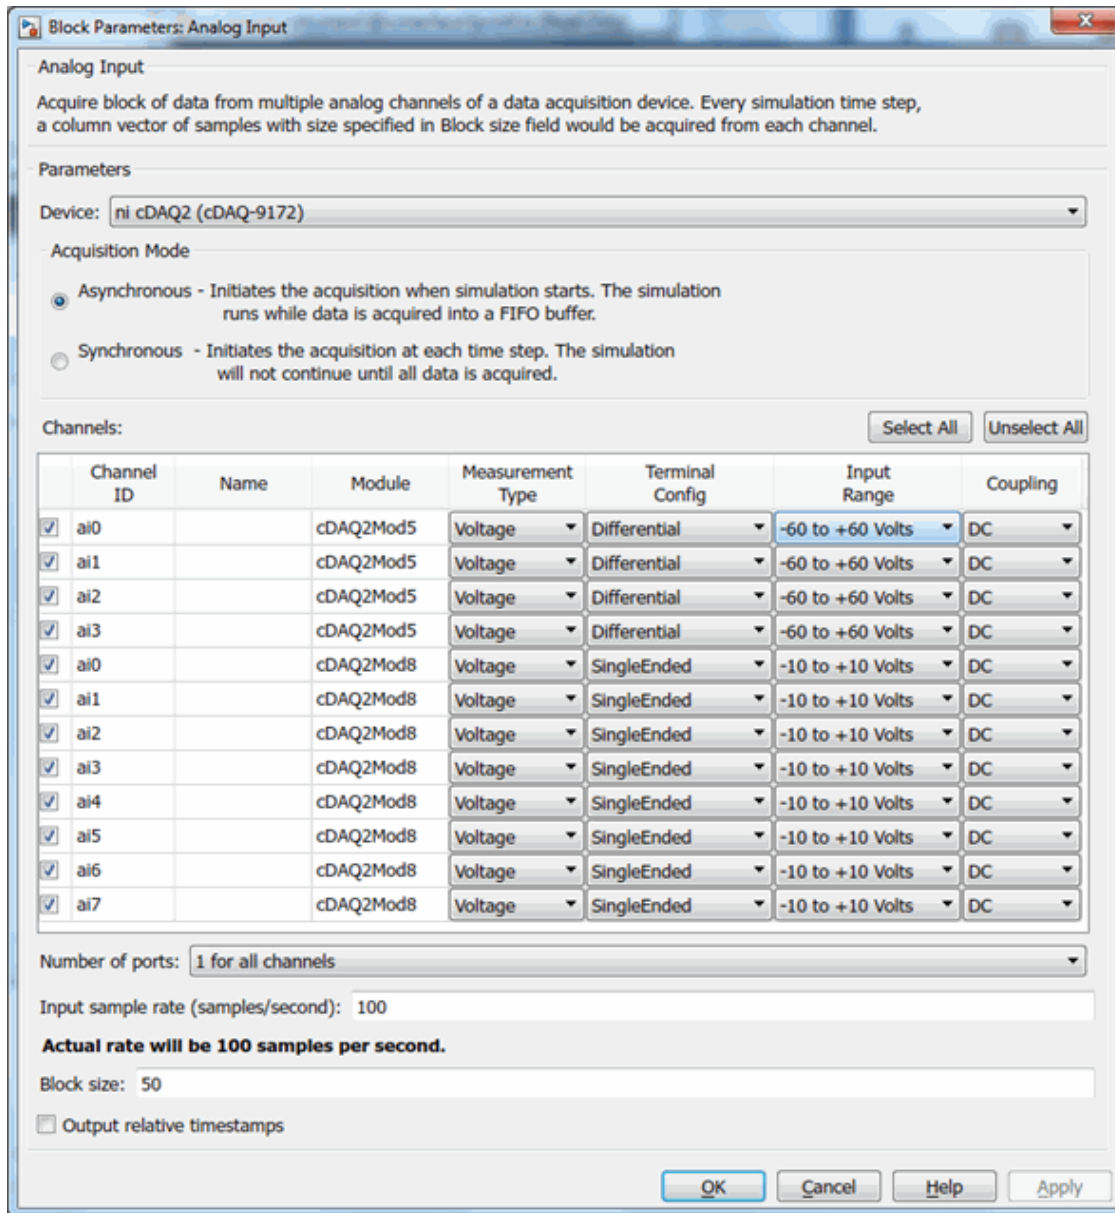 Block Parameters: Analog Input
Analog Input
Acquire block of data from multiple analog channels of a data acquisition device. Every simulation time step,
a column vector of samples with size specified in Block size field would be acquired from each channel.
Parameters
Device: ni cDAQ2 (cDAQ-9172)
Acquisition Mode
Asynchronous - Initiates the acquisition when simulation starts. The simulation
runs while data is acquired into a FIFO buffer.
Synchronous - Initiates the acquisition at each time step. The simulation
will not continue until all data is acquired.
Channels: Select All Unselect All
Channel ID Name Module Measurement Type Terminal Config Input Range Coupling
ai0 cDAQ2Mod5 Voltage Differential -60 to +60 Volts DC
ai1 cDAQ2Mod5 Voltage Differential -60 to +60 Volts DC
ai2 cDAQ2Mod5 Voltage Differential -60 to +60 Volts DC
ai3 cDAQ2Mod5 Voltage Differential -60 to +60 Volts DC
ai0 cDAQ2Mod8 Voltage SingleEnded -10 to +10 Volts DC
ai1 cDAQ2Mod8 Voltage SingleEnded -10 to +10 Volts DC
ai2 cDAQ2Mod8 Voltage SingleEnded -10 to +10 Volts DC
ai3 cDAQ2Mod8 Voltage SingleEnded -10 to +10 Volts DC
ai4 cDAQ2Mod8 Voltage SingleEnded -10 to +10 Volts DC
ai5 cDAQ2Mod8 Voltage SingleEnded -10 to +10 Volts DC
ai6 cDAQ2Mod8 Voltage SingleEnded -10 to +10 Volts DC
ai7 cDAQ2Mod8 Voltage SingleEnded -10 to +10 Volts DC
Number of ports: 1 for all channels
Input sample rate (samples/second): 100
Actual rate will be 100 samples per second.
Block size: 50
Output relative timestamps
OK Cancel Help Apply